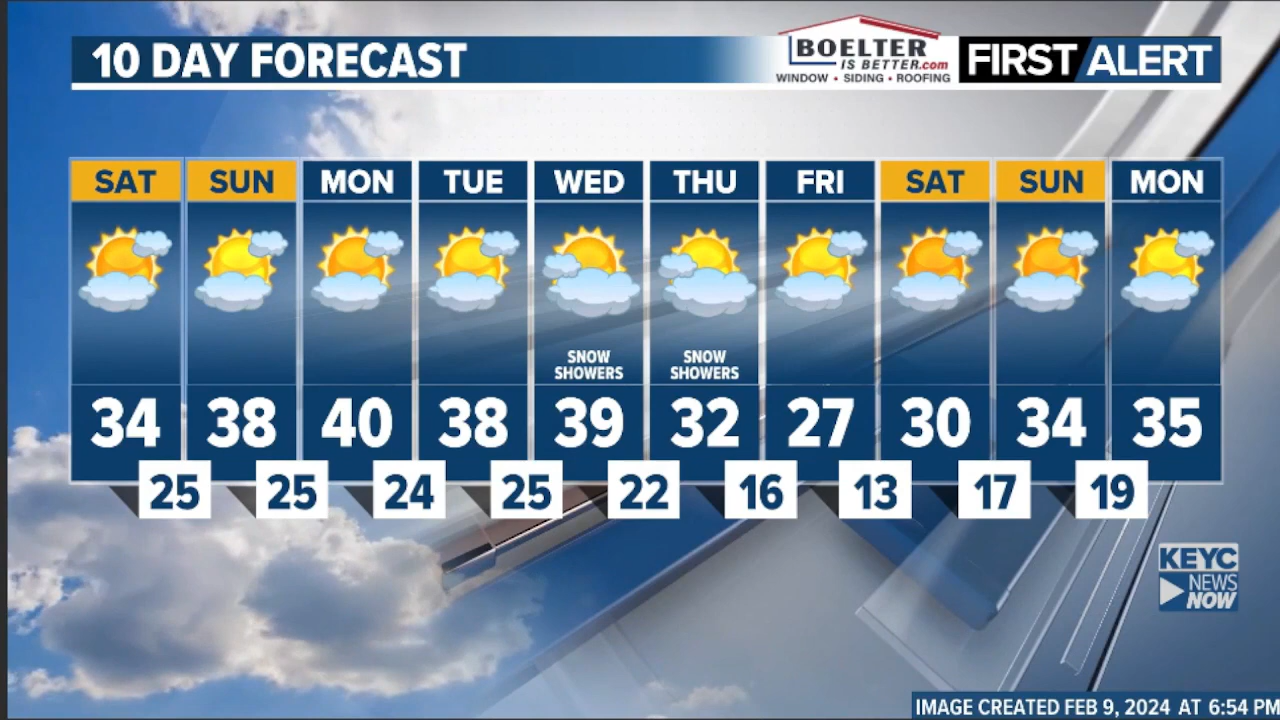 10 DAY FORECAST
BOELTER
IS BETTER.com
WINDOW • SIDING • ROOFING
FIRST ALERT
SAT SUN MON TUE WED THU FRI SAT SUN MON
SNOW SHOWERS
SNOW SHOWERS
34 38 40 38 39 32 27 30 34 35
25 25 24 25 22 16 13 17 19
KEYC
NEWS
NOW
IMAGE CREATED FEB 9, 2024 AT 6:54 PM